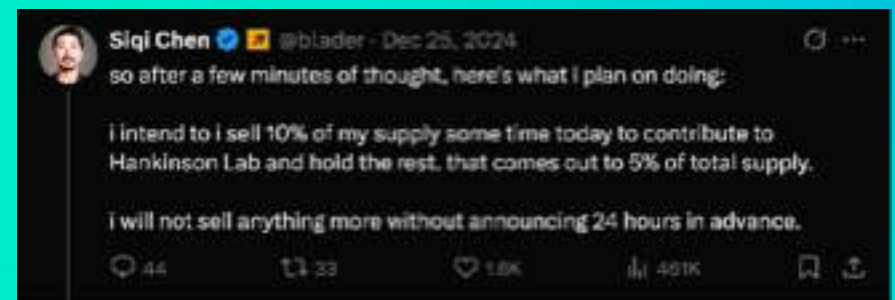 Siqi Chen @blader · Dec 25, 2024
so after a few minutes of thought, here's what i plan on doing:
i intend to i sell 10% of my supply some time today to contribute to
Hankinson Lab and hold the rest. that comes out to 5% of total supply.
i will not sell anything more without announcing 24 hours in advance.
44 33 1.8K 461K